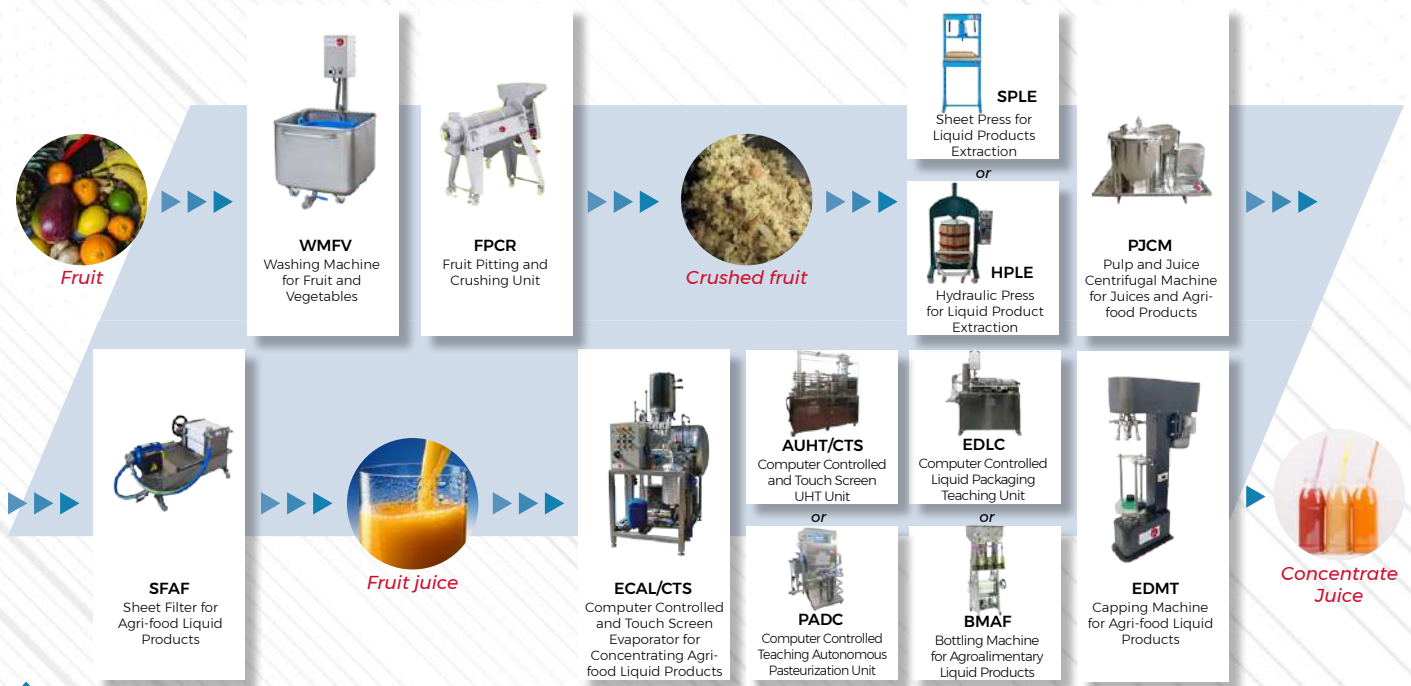 Fruit
WMFV
Washing Machine
for Fruit and
Vegetables
FPCR
Fruit Pitting and
Crushing Unit
Crushed fruit
SPLE
Sheet Press for
Liquid Products
Extraction
or
HPLE
Hydraulic Press
for Liquid Product
Extraction
PJCM
Pulp and Juice
Centrifugal Machine
for Juices and Agri-
food Products
SFAF
Sheet Filter for
Agri-food Liquid
Products
Fruit juice
ECAL/CTS
Computer Controlled
and Touch Screen
Evaporator for
Concentrating Agri-
food Liquid Products
AUHT/CTS
Computer Controlled
and Touch Screen
UHT Unit
or
PADC
Computer Controlled
Teaching Autonomous
Pasteurization Unit
EDLC
Computer Controlled
Liquid Packaging
Teaching Unit
or
BMAF
Bottling Machine
for Agroalimentary
Liquid Products
EDMT
Capping Machine
for Agri-food Liquid
Products
Concentrate
Juice